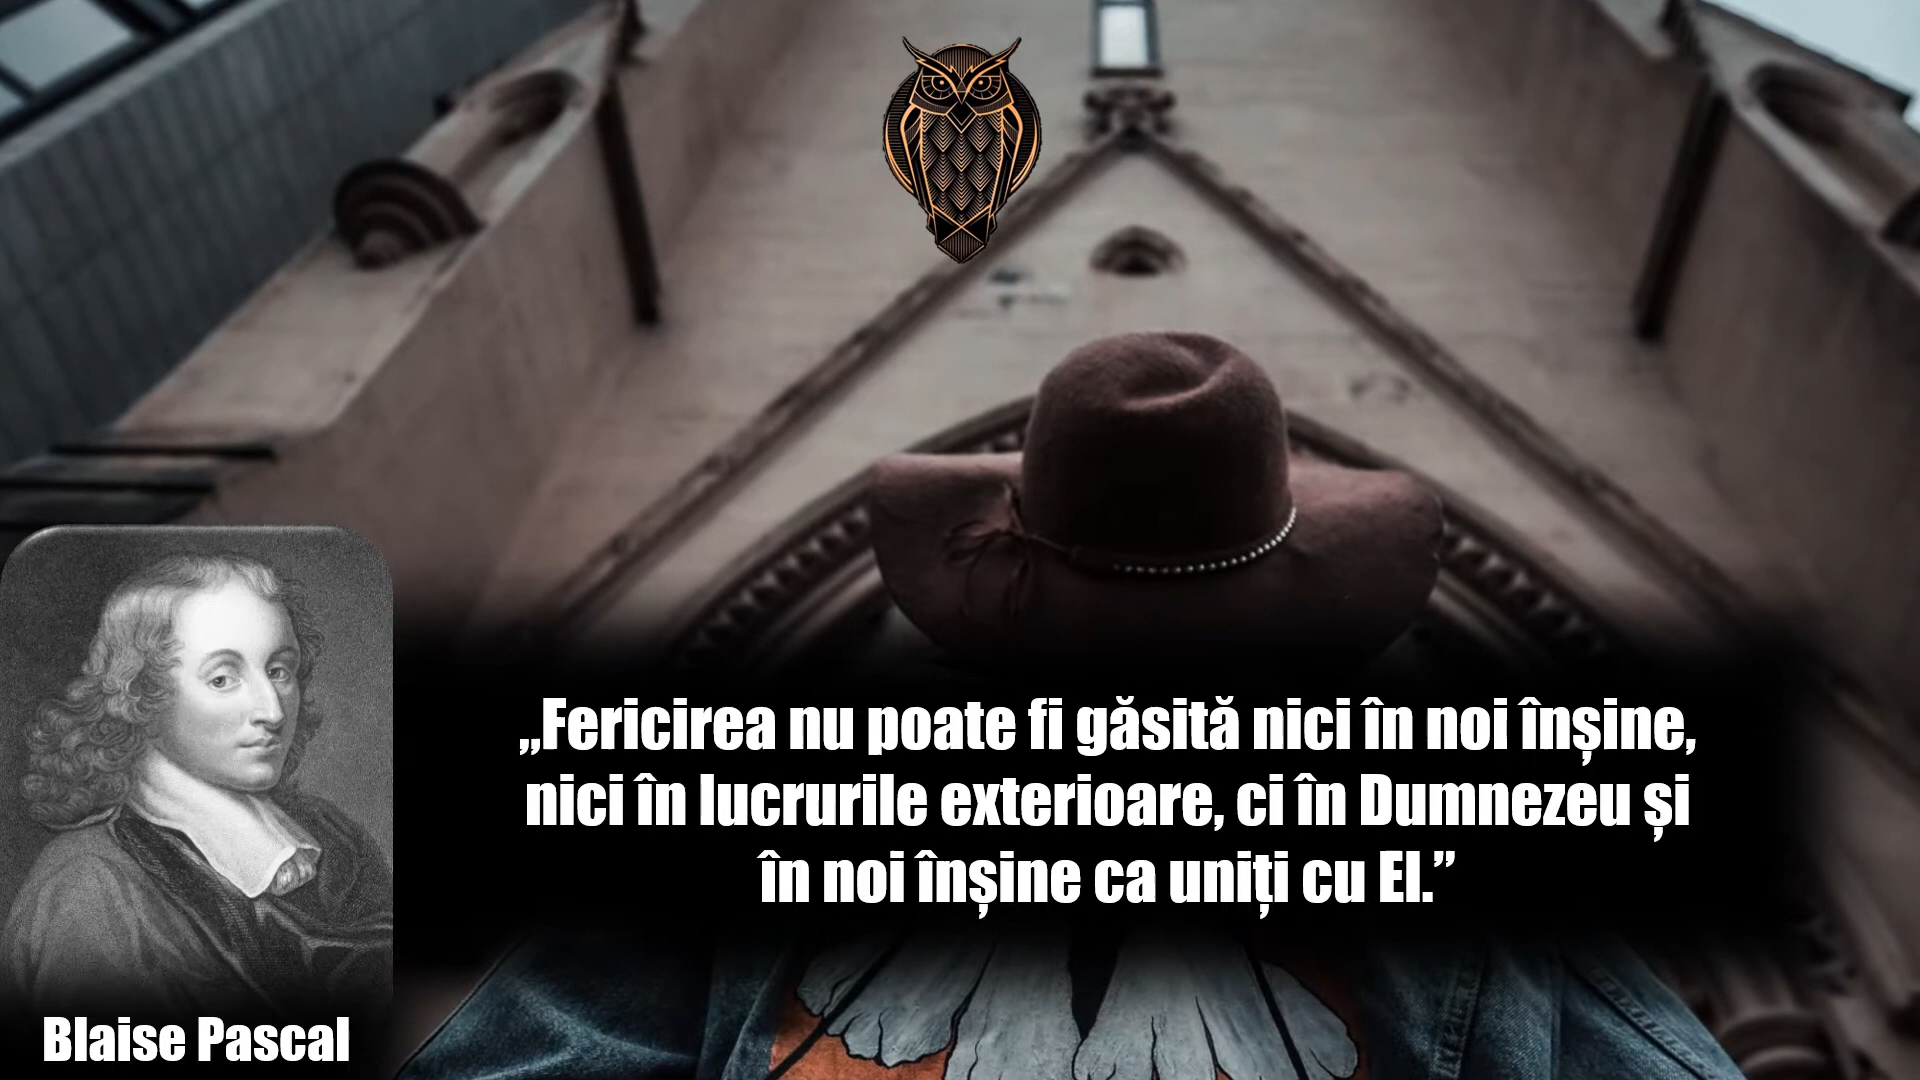 „Fericirea nu poate fi găsită nici în noi înșine,
nici în lucrurile exterioare, ci în Dumnezeu și
în noi înșine ca uniți cu El.”
Blaise Pascal